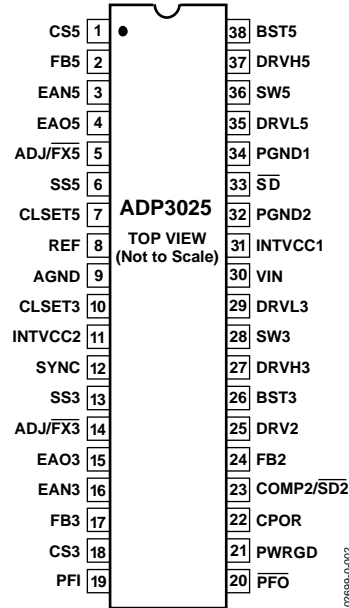 CS5 1
FB5 2
EAN5 3
EAO5 4
ADJ/FX5 5
SS5 6
CLSET5 7
REF 8
AGND 9
CLSET3 10
INTVCC2 11
SYNC 12
SS3 13
ADJ/FX3 14
EAO3 15
EAN3 16
FB3 17
CS3 18
PFI 19
ADP3025
TOP VIEW
(Not to Scale)
38 BST5
37 DRVH5
36 SW5
35 DRVL5
34 PGND1
33 SD
32 PGND2
31 INTVCC1
30 VIN
29 DRVL3
28 SW3
27 DRVH3
26 BST3
25 DRV2
24 FB2
23 COMP2/SD2
22 CPOR
21 PWRGD
20 PFO
02699-0-002